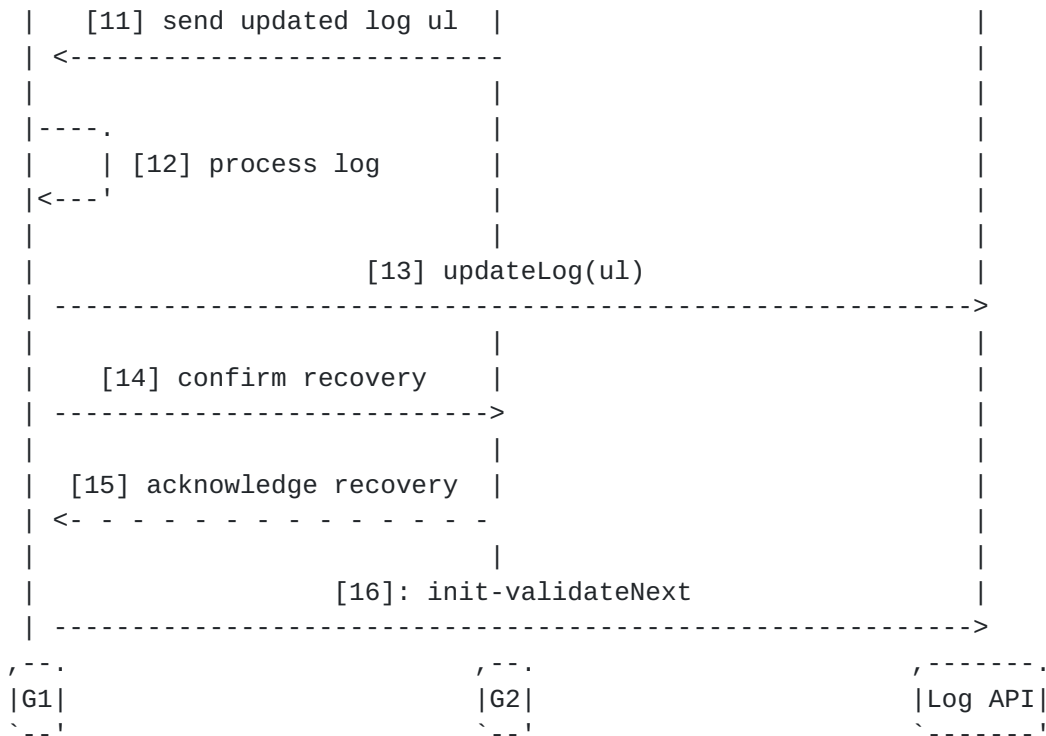 [11] send updated log ul
[12] process log
[13] updateLog(ul)
[14] confirm recovery
[15] acknowledge recovery
[16]: init-validateNext
G1 G2 Log API